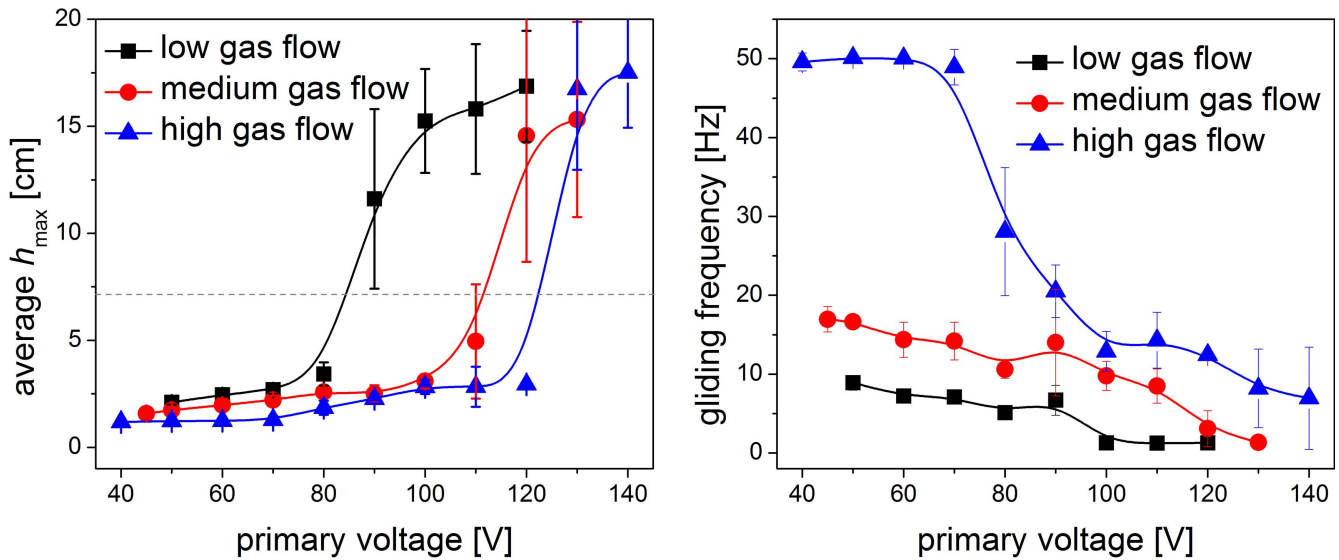 20
15
10
5
0
average h_max [cm]
low gas flow
medium gas flow
high gas flow
40 60 80 100 120 140
primary voltage [V]
50
40
30
20
10
0
gliding frequency [Hz]
low gas flow
medium gas flow
high gas flow
40 60 80 100 120 140
primary voltage [V]